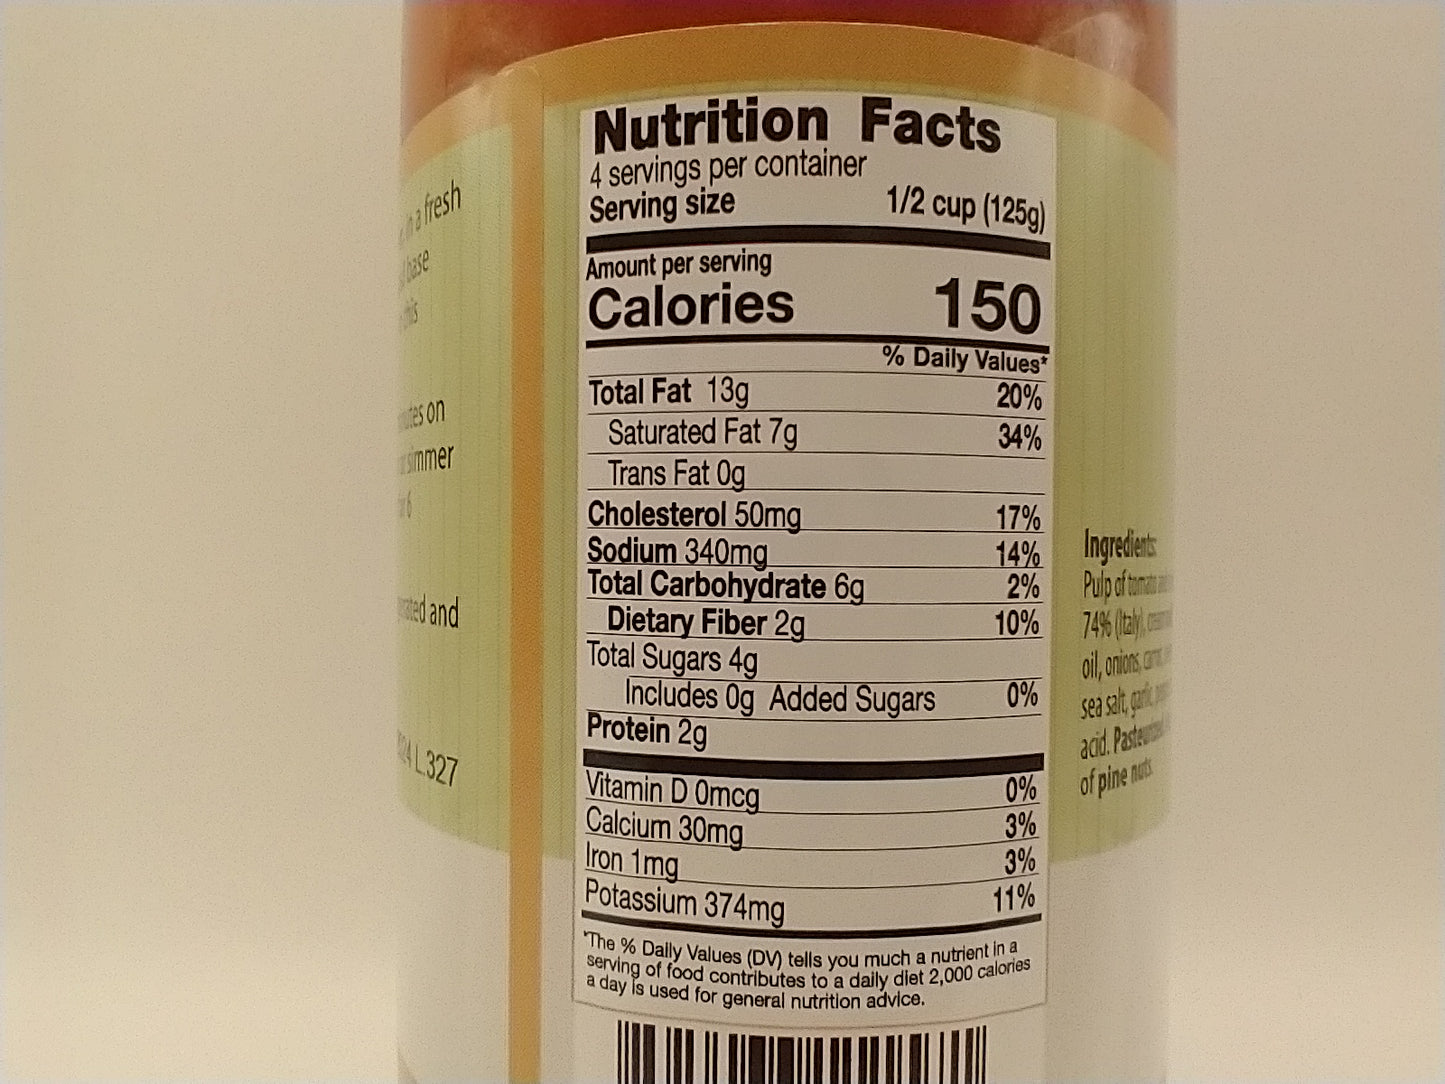 in a fresh
base
this
on
simmer
6
and
L.327
Nutrition Facts
4 servings per container
Serving size 1/2 cup (125g)
Amount per serving
Calories 150
% Daily Values*
Total Fat 13g 20%
Saturated Fat 7g 34%
Trans Fat 0g
Cholesterol 50mg 17%
Sodium 340mg 14%
Total Carbohydrate 6g 2%
Dietary Fiber 2g 10%
Total Sugars 4g
Includes 0g Added Sugars 0%
Protein 2g
Vitamin D 0mcg 0%
Calcium 30mg 3%
Iron 1mg 3%
Potassium 374mg 11%
*The % Daily Values (DV) tells you much a nutrient in a
serving of food contributes to a daily diet 2,000 calories
a day is used for general nutrition advice.
Ingredients:
Pulp of
74% (Italy),
oil, onions,
sea salt, garlic,
acid.
of pine nuts.